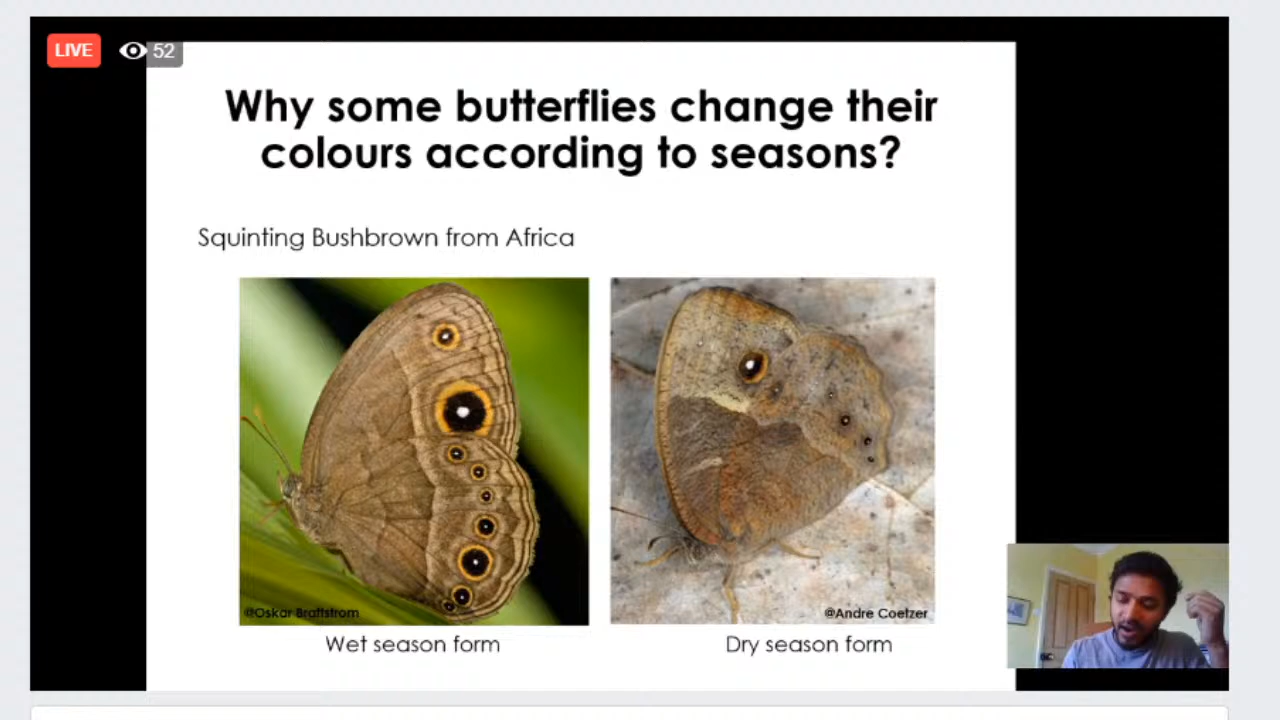 LIVE 52
Why some butterflies change their
colours according to seasons?
Squinting Bushbrown from Africa
@Oskar Braftstrom
@Andre Coetzer
Wet season form
Dry season form